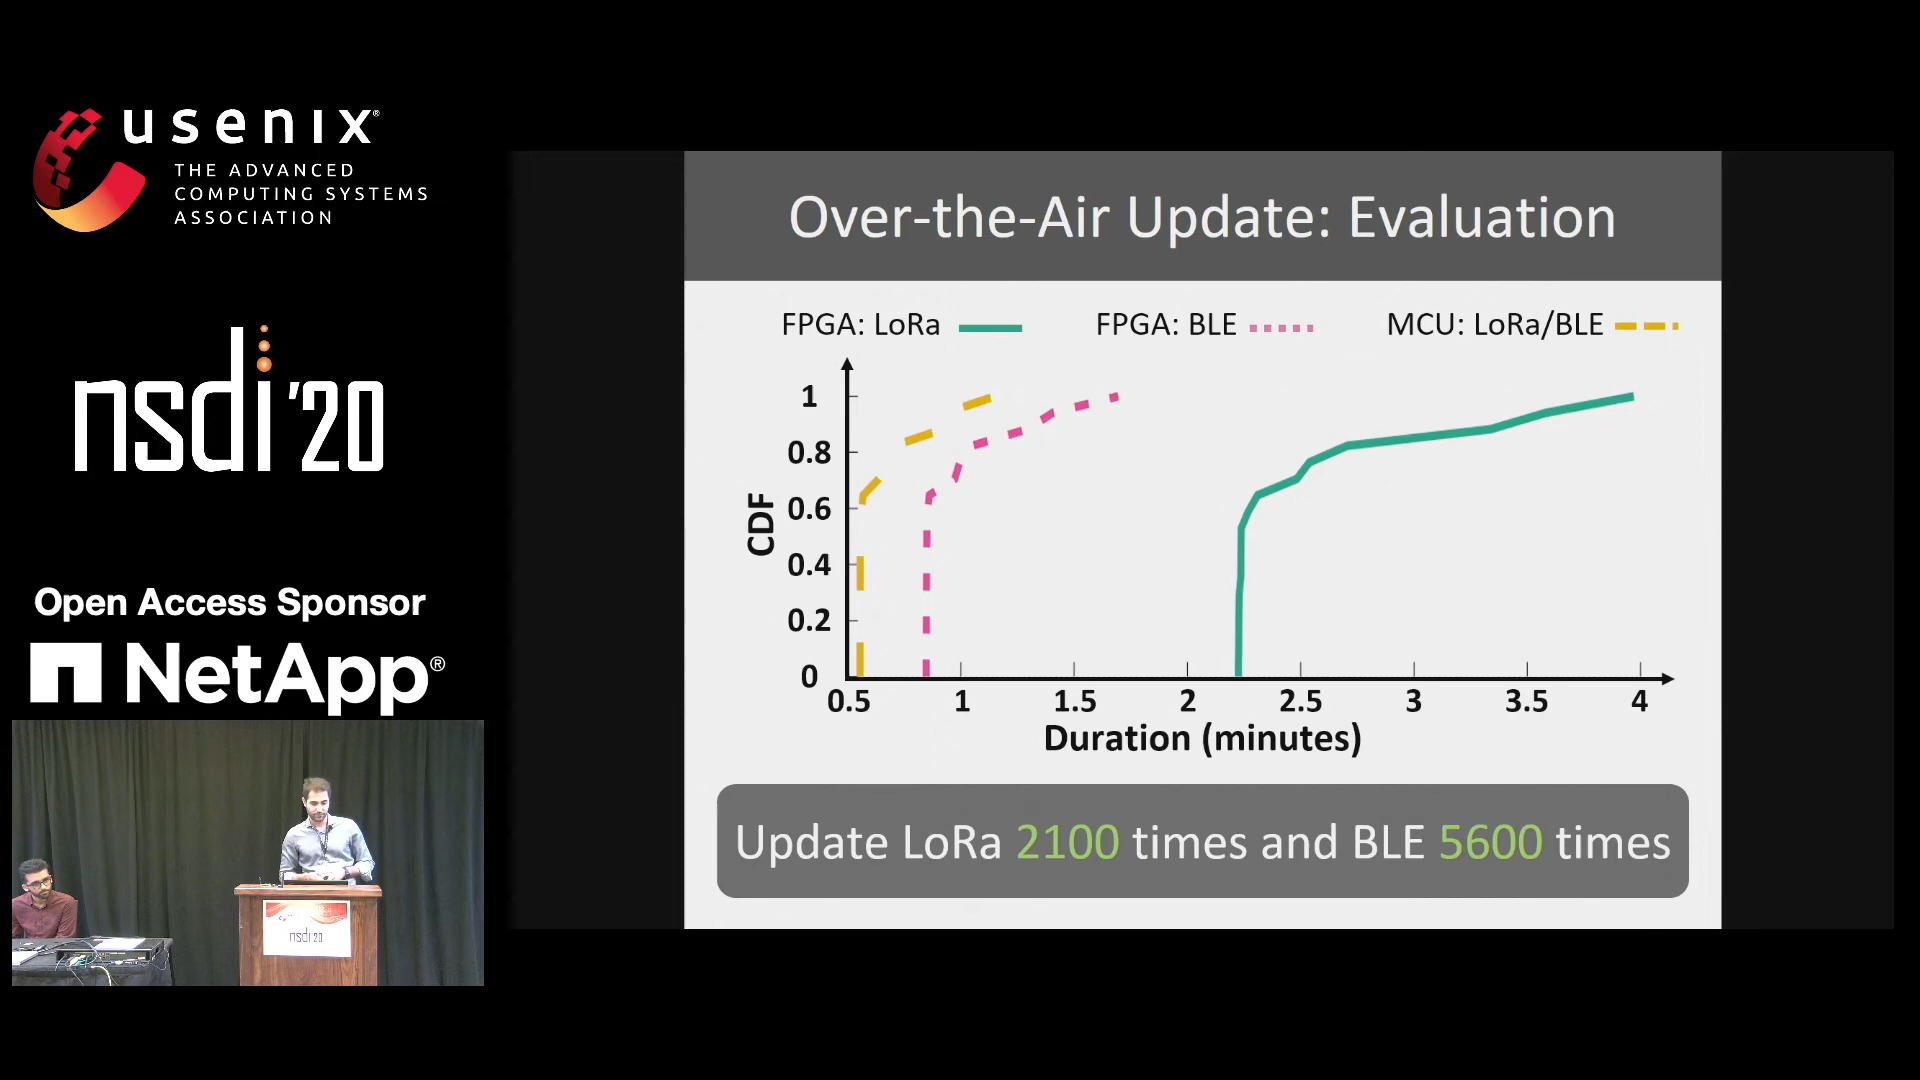 usenix®
THE ADVANCED
COMPUTING SYSTEMS
ASSOCIATION
nsdi'20
Open Access Sponsor
NetApp®
nsdi 20
Over-the-Air Update: Evaluation
FPGA: LoRa
FPGA: BLE
MCU: LoRa/BLE
CDF
1
0.8
0.6
0.4
0.2
0
0.5 1 1.5 2 2.5 3 3.5 4
Duration (minutes)
Update LoRa 2100 times and BLE 5600 times